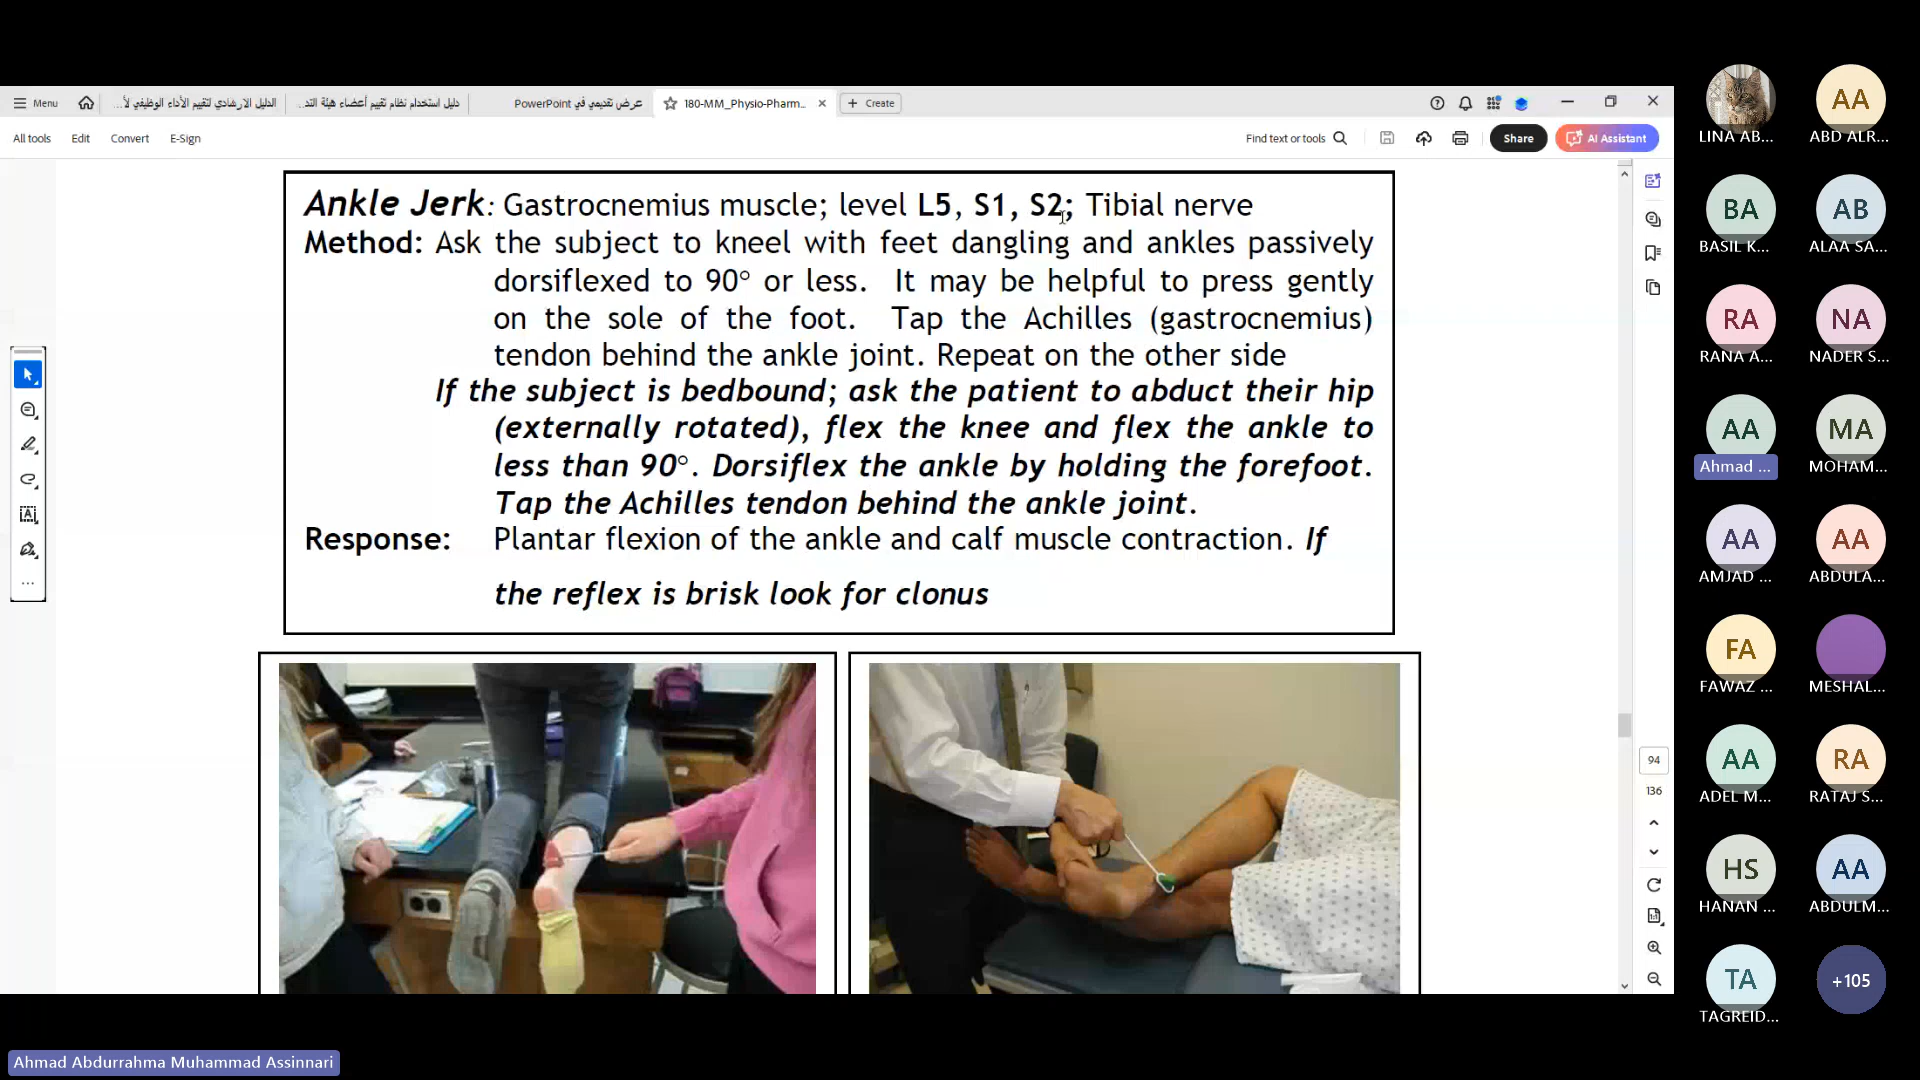 Menu
الدليل الارشادي لتقييم الأداء الوظيفي لأ...
دليل استخدام نظام تقييم أعضاء هيئة التد...
عرض تقديمي في PowerPoint
180-MM_Physio-Pharm...
Create
All tools
Edit
Convert
E-Sign
Find text or tools
Share
AI Assistant
Ankle Jerk: Gastrocnemius muscle; level L5, S1, S2; Tibial nerve
Method: Ask the subject to kneel with feet dangling and ankles passively
dorsiflexed to 90° or less. It may be helpful to press gently
on the sole of the foot. Tap the Achilles (gastrocnemius)
tendon behind the ankle joint. Repeat on the other side
If the subject is bedbound; ask the patient to abduct their hip
(externally rotated), flex the knee and flex the ankle to
less than 90°. Dorsiflex the ankle by holding the forefoot.
Tap the Achilles tendon behind the ankle joint.
Response: Plantar flexion of the ankle and calf muscle contraction. If
the reflex is brisk look for clonus
94
136
LINA AB...
AA
ABD ALR...
BA
BASIL K...
AB
ALAA SA...
RA
RANA A...
NA
NADER S...
AA
Ahmad ...
MA
MOHAM...
AA
AMJAD ...
AA
ABDULA...
FA
FAWAZ ...
MESHAL...
AA
ADEL M...
RA
RATAJ S...
HS
HANAN ...
AA
ABDULM...
TA
TAGREID...
+105
Ahmad Abdurrahma Muhammad Assinnari